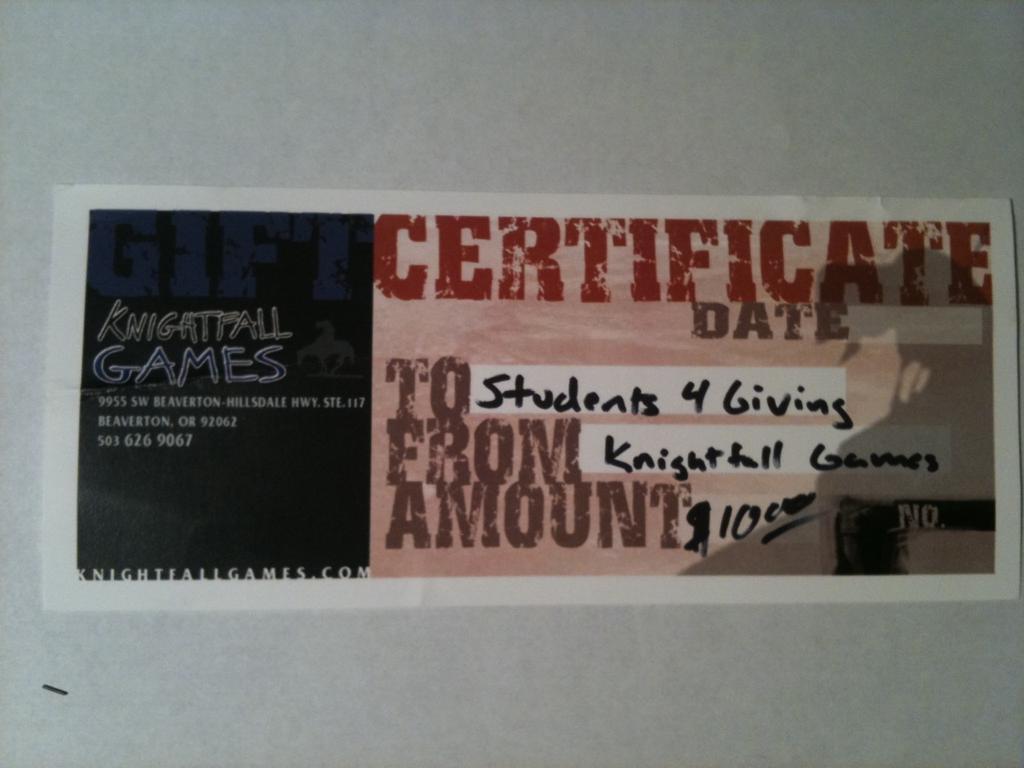 GIFT CERTIFICATE
KNIGHTFALL
GAMES
9955 SW BEAVERTON-HILLSDALE HWY. STE.117
BEAVERTON, OR 92062
503 626 9067
KNIGHTFALLGAMES.COM
DATE
TO Students 4 Giving
FROM Knightfall Games
AMOUNT $10.00
NO.